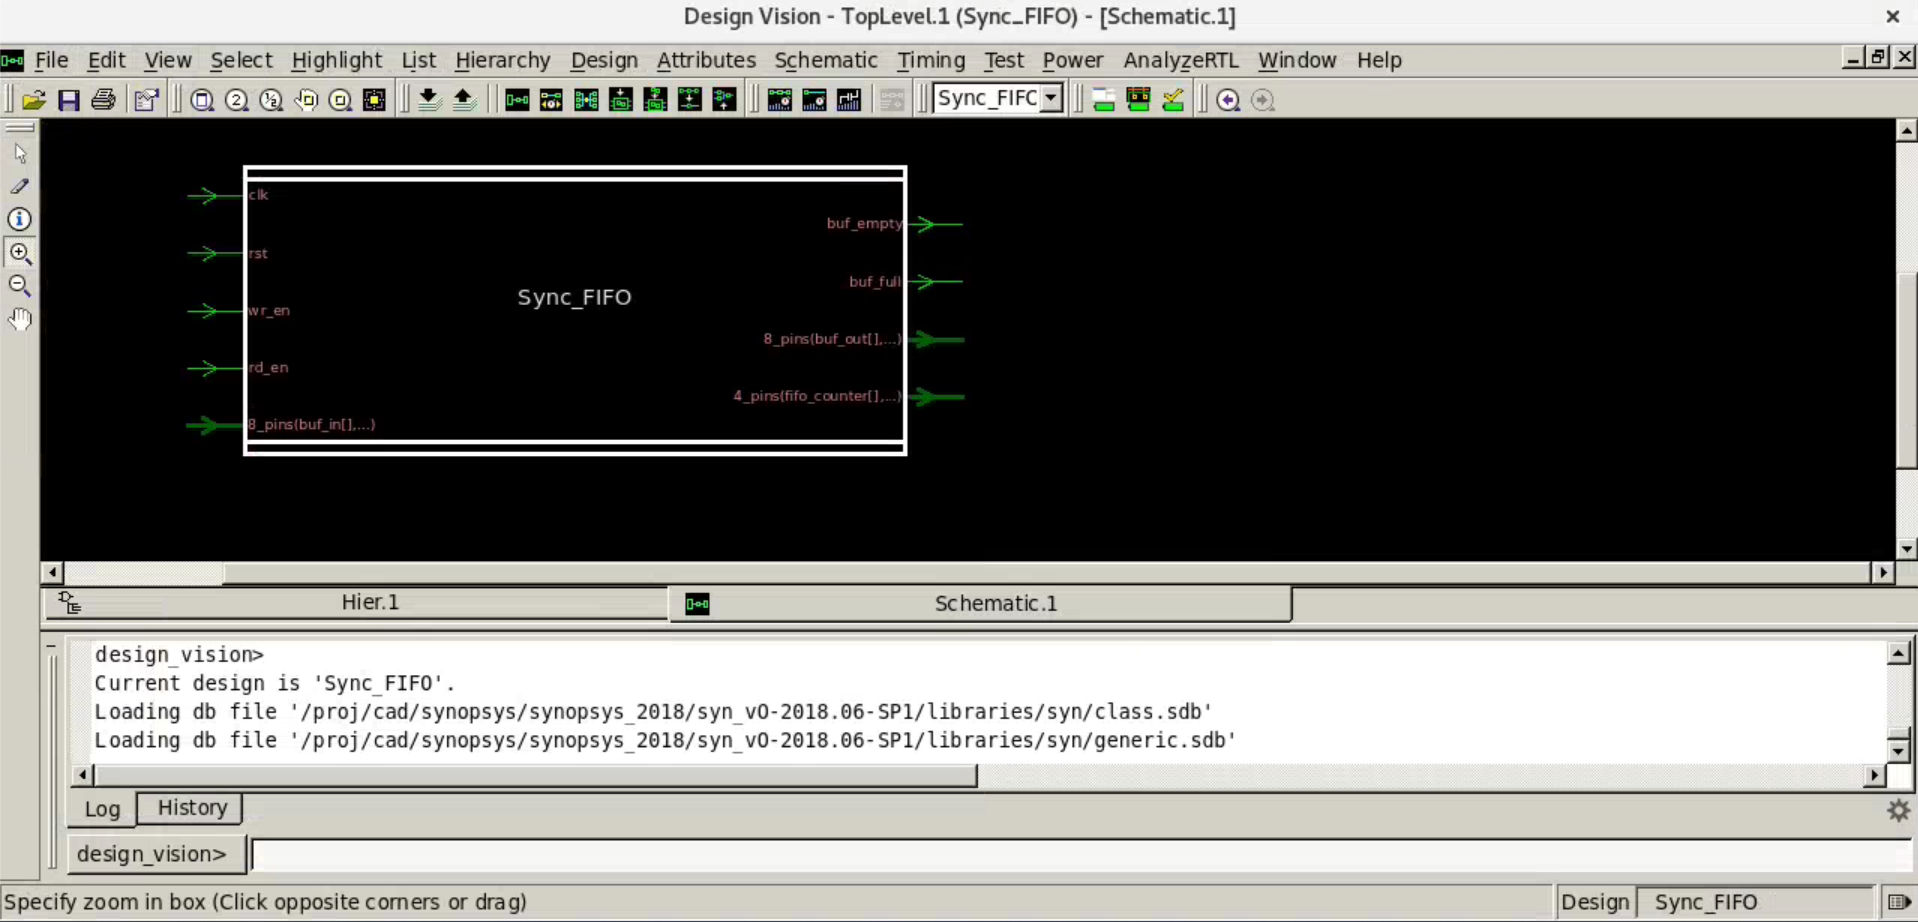 Design Vision - TopLevel.1 (Sync_FIFO) - [Schematic.1]
File Edit View Select Highlight List Hierarchy Design Attributes Schematic Timing Test Power AnalyzeRTL Window Help
Sync_FIFC
clk
buf_empty
rst
buf_full
Sync_FIFO
wr_en
8_pins(buf_out[],...)
rd_en
4_pins(fifo_counter[],...)
8_pins(buf_in[],...)
Hier.1 Schematic.1
design_vision>
Current design is 'Sync_FIFO'.
Loading db file '/proj/cad/synopsys/synopsys_2018/syn_vO-2018.06-SP1/libraries/syn/class.sdb'
Loading db file '/proj/cad/synopsys/synopsys_2018/syn_vO-2018.06-SP1/libraries/syn/generic.sdb'
Log History
design_vision>
Specify zoom in box (Click opposite corners or drag) Design Sync_FIFO